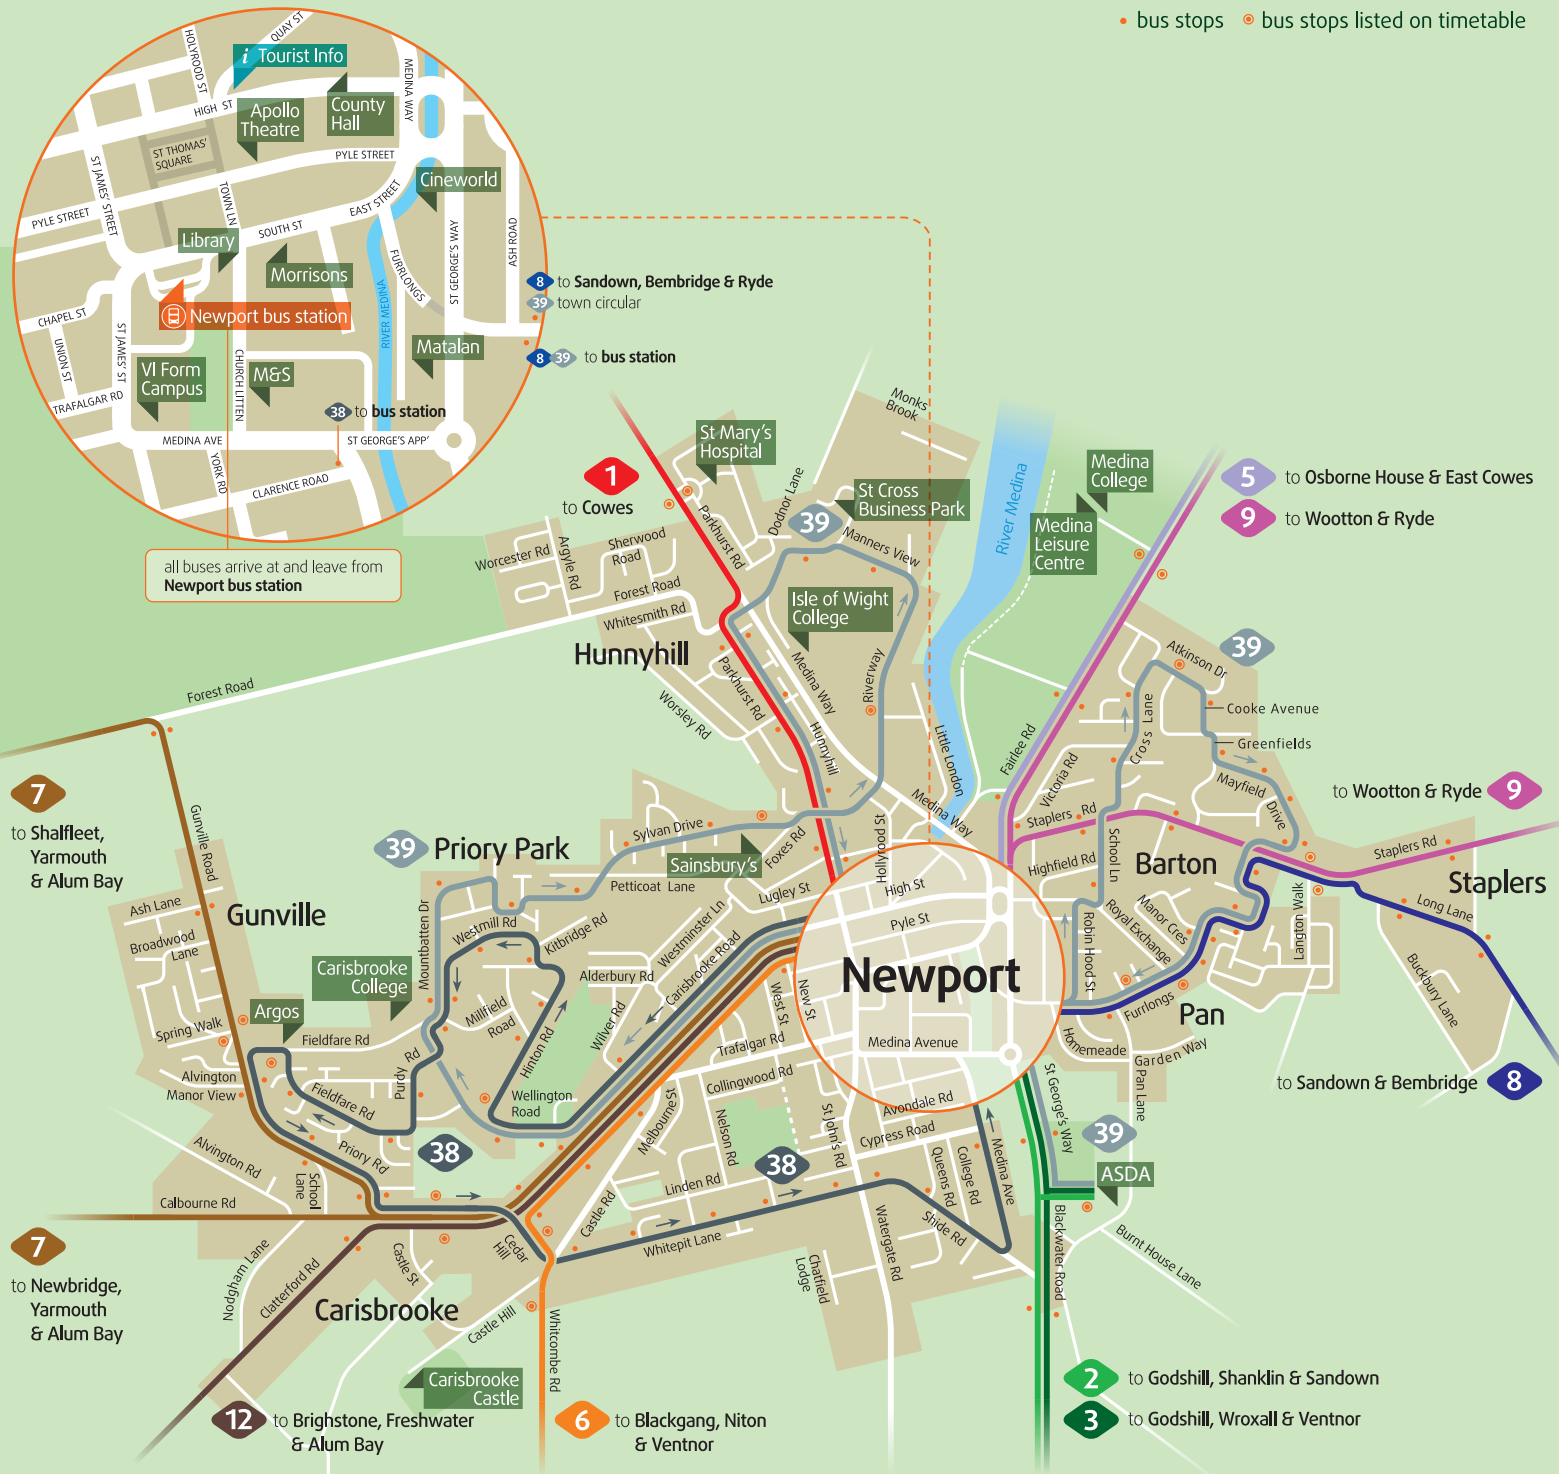 bus stops
bus stops listed on timetable
HOLYROOD ST
QUAY ST
i Tourist Info
MEDINA WAY
HIGH ST
Apollo
Theatre
County
Hall
ST THOMAS'
SQUARE
PYLE STREET
ST JAMES' STREET
TOWN LN
EAST STREET
Cineworld
PYLE STREET
SOUTH ST
Library
Morrisons
FURRLONGS
ST GEORGE'S WAY
ASH ROAD
RIVER MEDINA
Newport bus station
CHAPEL ST
UNION ST
ST JAMES' ST
VI Form
Campus
CHURCH LITTEN
M&S
Matalan
TRAFALGAR RD
38 to bus station
MEDINA AVE
ST GEORGE'S APP'
YORK RD
CLARENCE ROAD
8 to Sandown, Bembridge & Ryde
39 town circular
8 39 to bus station
all buses arrive at and leave from
Newport bus station
1
to Cowes
St Mary's
Hospital
Monks
Brook
Dodnor Lane
St Cross
Business Park
39
Manners View
Parkhurst Rd
River Medina
Medina
College
Medina
Leisure
Centre
5 to Osborne House & East Cowes
9 to Wootton & Ryde
Worcester Rd
Argyle Rd
Sherwood
Road
Forest Road
Whitesmith Rd
Isle of Wight
College
Hunnyhill
Parkhurst Rd
Worsley Rd
Medina Way
Hunnyhill
Riverway
Little London
Medina Way
Forest Road
Fairlee Rd
Victoria Rd
Staplers Rd
Cross Lane
Atkinson Dr
39
Cooke Avenue
Greenfields
Mayfield
Drive
to Wootton & Ryde 9
Staplers Rd
Staplers
Long Lane
Buckbury Lane
Langton Walk
Barton
School Ln
Highfield Rd
Manor Cres
Royal Exchange
Robin Hood St
Furlongs
Pan
Homemeade
Garden Way
Pan Lane
to Sandown & Bembridge 8
7
to Shalfleet,
Yarmouth
& Alum Bay
Gunville Road
39 Priory Park
Sylvan Drive
Sainsbury's
Foxes Rd
Petticoat Lane
Lugley St
Hollyrood St
High St
Pyle St
Newport
Medina Avenue
Ash Lane
Gunville
Broadwood
Lane
Mountbatten Dr
Westmill Rd
Kitbridge Rd
Westminster Ln
Carisbrooke Road
Alderbury Rd
Carisbrooke
College
Argos
Spring Walk
Fieldfare Rd
Millfield
Road
Hinton Rd
Wilver Rd
West St
New St
Trafalgar Rd
Collingwood Rd
Alvington
Manor View
Fieldfare Rd
Purdy Rd
Wellington
Road
Melbourne St
Nelson Rd
St John's Rd
Avondale Rd
Cypress Road
St George's Way
39
ASDA
Alvington Rd
Priory Rd
38
38
School
Lane
Calbourne Rd
Linden Rd
Castle Rd
Queens Rd
College Rd
Medina Ave
Shide Rd
Watergate Rd
Whitepit Lane
Chatfield
Lodge
Blackwater Road
Burnt House Lane
7
to Newbridge,
Yarmouth
& Alum Bay
Nodgham Lane
Clatterford Rd
Castle St
Cedar
Hill
Carisbrooke
Castle Hill
Whitcombe Rd
Carisbrooke
Castle
12 to Brighstone, Freshwater
& Alum Bay
6 to Blackgang, Niton
& Ventnor
2 to Godshill, Shanklin & Sandown
3 to Godshill, Wroxall & Ventnor